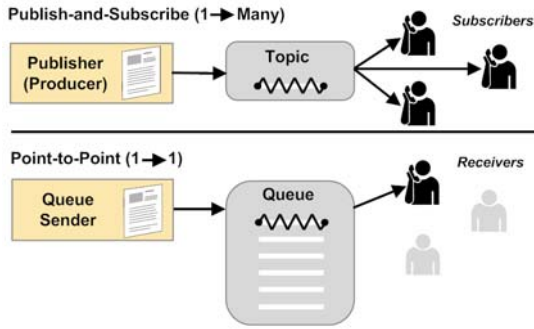 Publish-and-Subscribe (1→Many)
Subscribers
Publisher
(Producer)
Topic
Point-to-Point (1→1)
Receivers
Queue
Sender
Queue